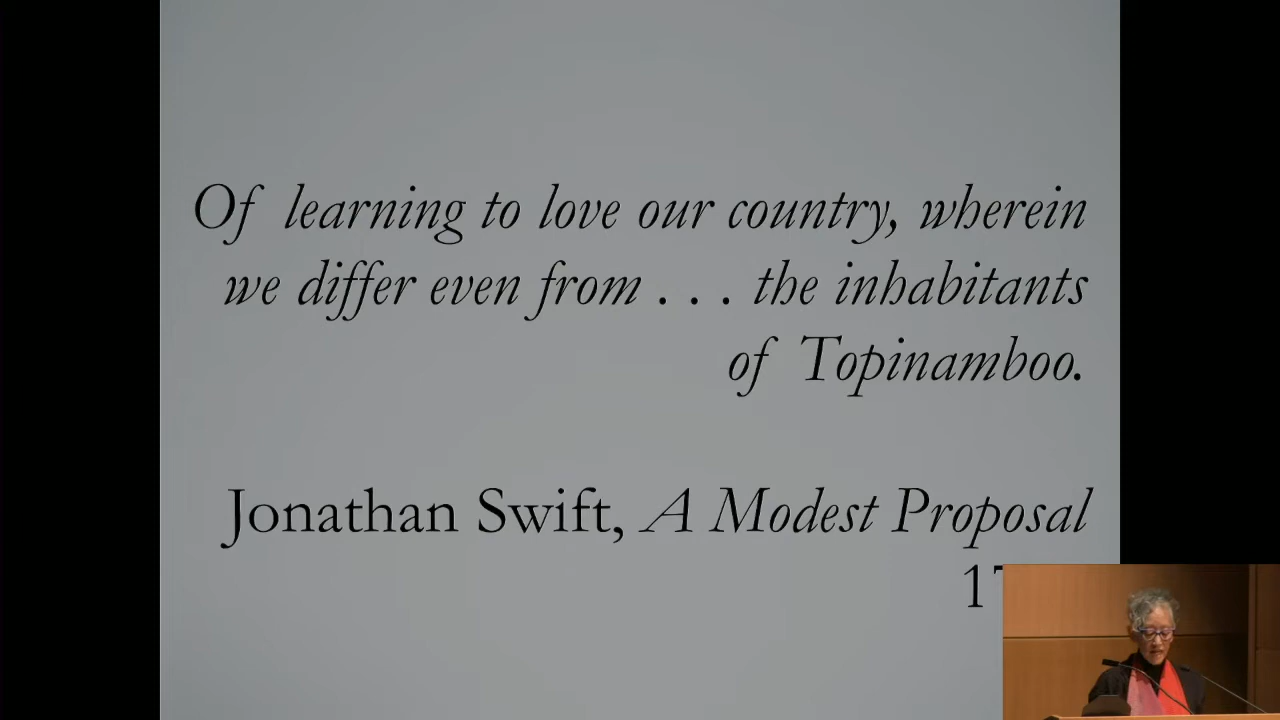 Of learning to love our country, wherein
we differ even from . . . the inhabitants
of Topinamboo.
Jonathan Swift, A Modest Proposal